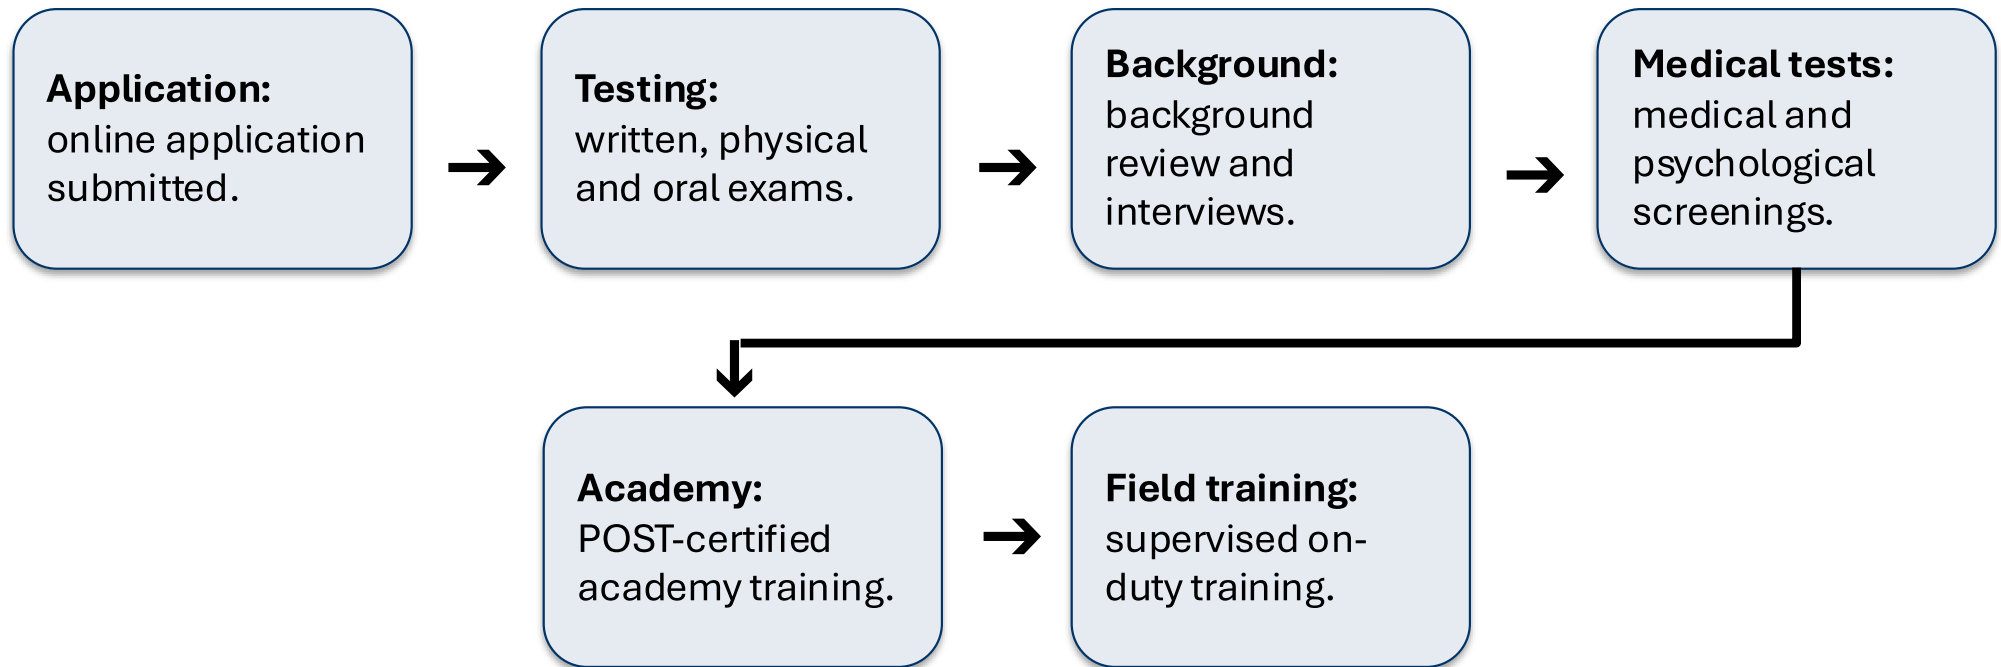 Application:
online application
submitted.
Testing:
written, physical
and oral exams.
Background:
background
review and
interviews.
Medical tests:
medical and
psychological
screenings.
Academy:
POST-certified
academy training.
Field training:
supervised on-
duty training.